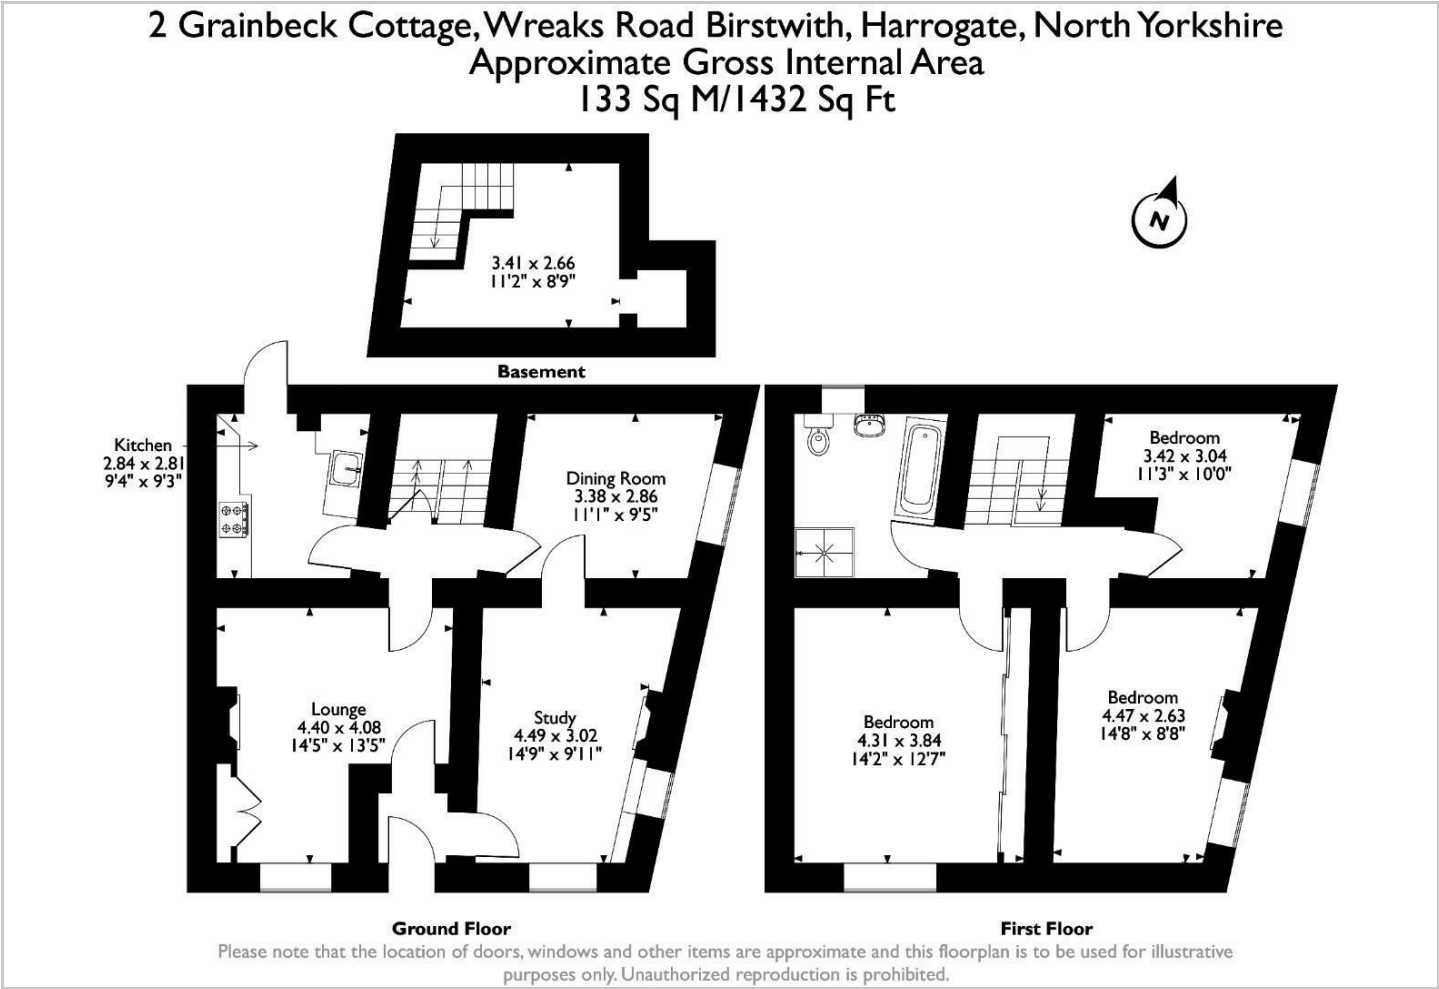 2 Grainbeck Cottage, Wreaks Road Birstwith, Harrogate, North Yorkshire
Approximate Gross Internal Area
133 Sq M/1432 Sq Ft
N
3.41 x 2.66
11'2" x 8'9"
Basement
Kitchen
2.84 x 2.81
9'4" x 9'3"
Dining Room
3.38 x 2.86
11'1" x 9'5"
Bedroom
3.42 x 3.04
11'3" x 10'0"
Lounge
4.40 x 4.08
14'5" x 13'5"
Study
4.49 x 3.02
14'9" x 9'11"
Bedroom
4.31 x 3.84
14'2" x 12'7"
Bedroom
4.47 x 2.63
14'8" x 8'8"
Ground Floor
First Floor
Please note that the location of doors, windows and other items are approximate and this floorplan is to be used for illustrative
purposes only. Unauthorized reproduction is prohibited.